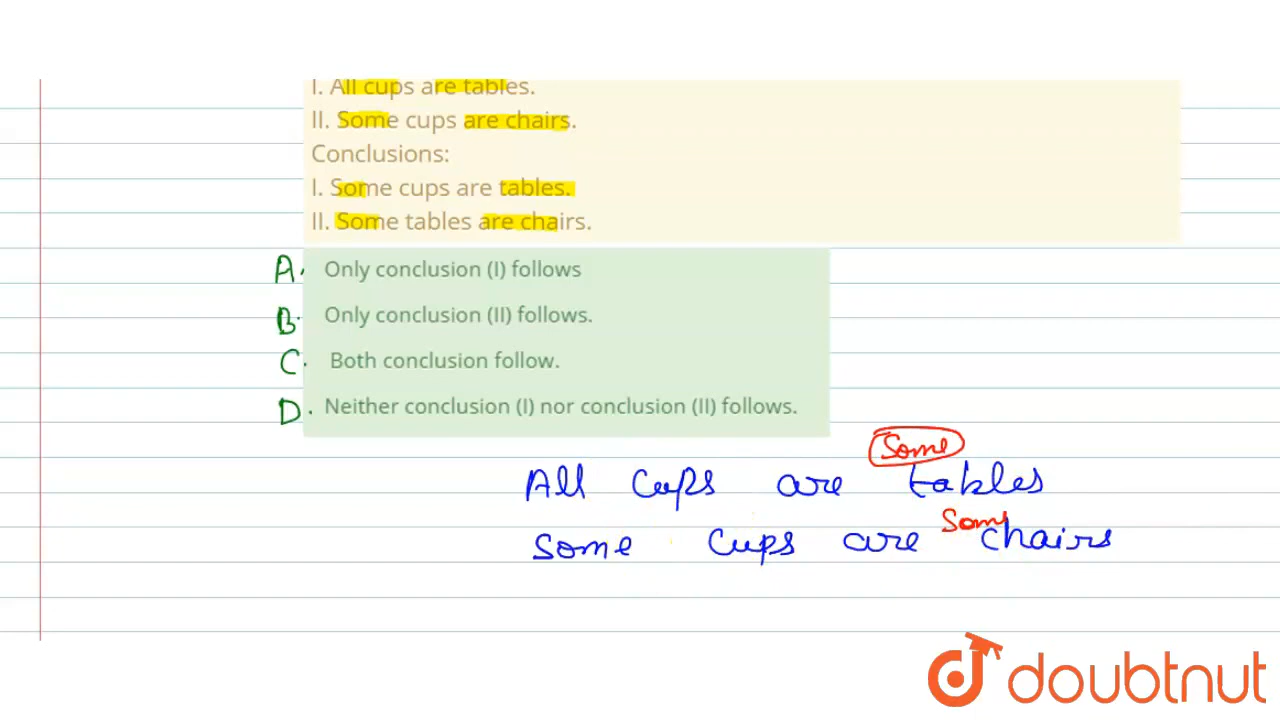 I. All cups are tables.
II. Some cups are chairs.
Conclusions:
I. Some cups are tables.
II. Some tables are chairs.
A. Only conclusion (I) follows
B. Only conclusion (II) follows.
C. Both conclusion follow.
D. Neither conclusion (I) nor conclusion (II) follows.
Some
All cups are tables
Some
Some cups are chairs
doubtnut